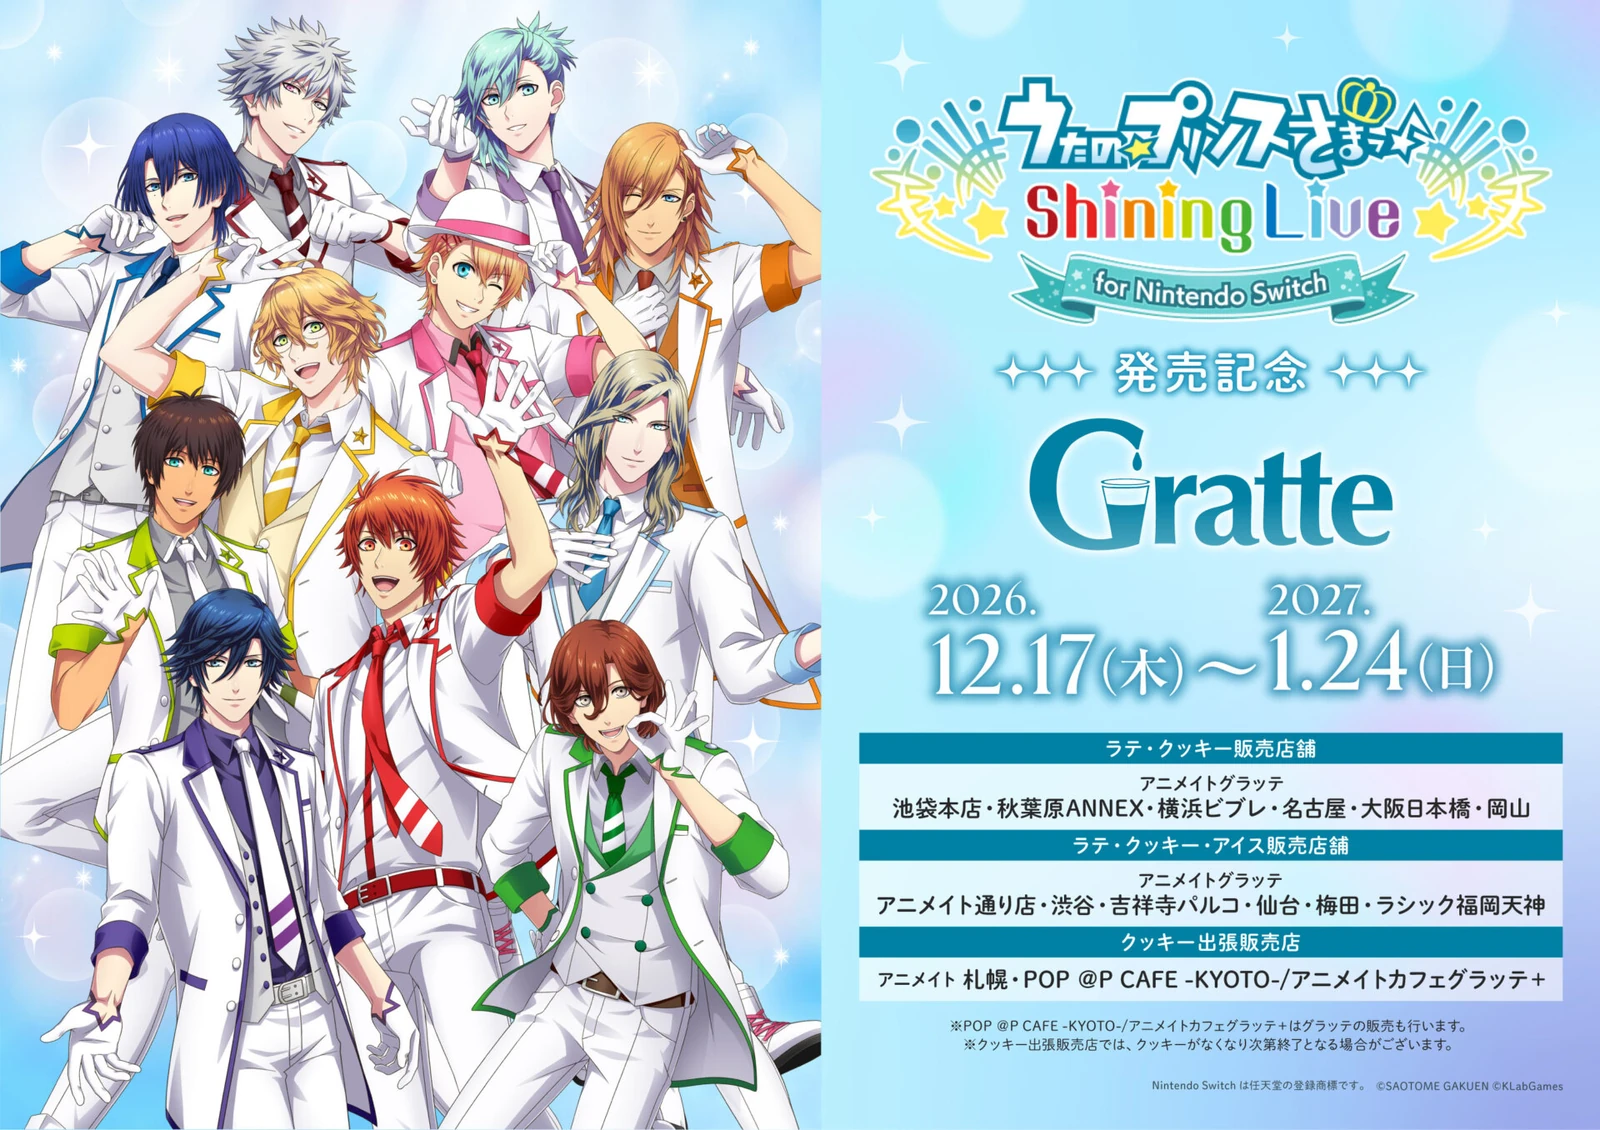 うたの☆プリンスさまっ♪
Shining Live
for Nintendo Switch
発売記念
Gratte
2026.
12.17(木)～
2027.
1.24(日)
ラテ・クッキー販売店舗
アニメイトグラッテ
池袋本店・秋葉原ANNEX・横浜ビブレ・名古屋・大阪日本橋・岡山
ラテ・クッキー・アイス販売店舗
アニメイトグラッテ
アニメイト通り店・渋谷・吉祥寺パルコ・仙台・梅田・ラシック福岡天神
クッキー出張販売店
アニメイト 札幌・POP @P CAFE -KYOTO-/アニメイトカフェグラッテ+
※POP @P CAFE -KYOTO-/アニメイトカフェグラッテ+はグラッテの販売も行います。
※クッキー出張販売店では、クッキーがなくなり次第終了となる場合がございます。
Nintendo Switch は任天堂の登録商標です。 ©SAOTOME GAKUEN ©KLabGames